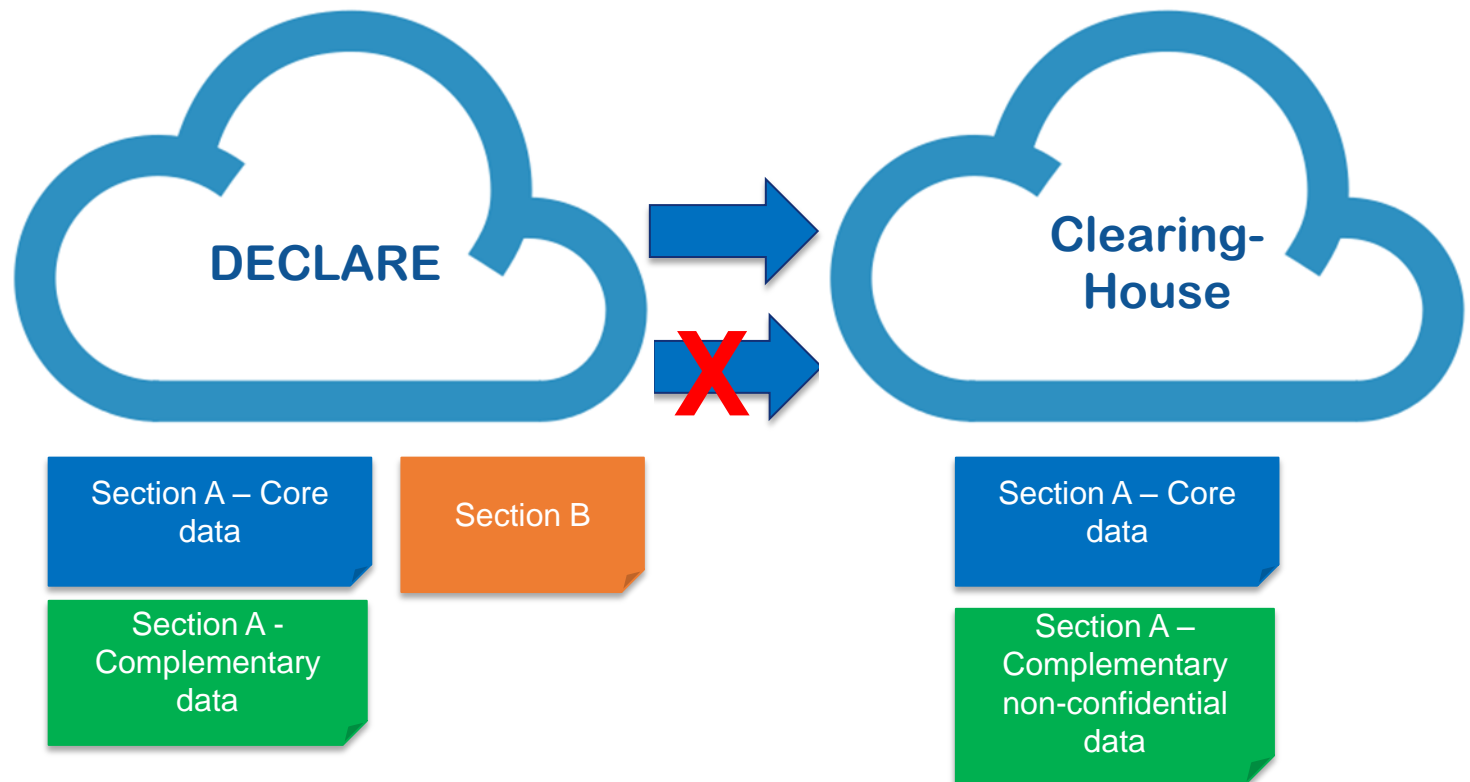 DECLARE
Clearing-
House
X
Section A – Core
data
Section B
Section A -
Complementary
data
Section A – Core
data
Section A –
Complementary
non-confidential
data